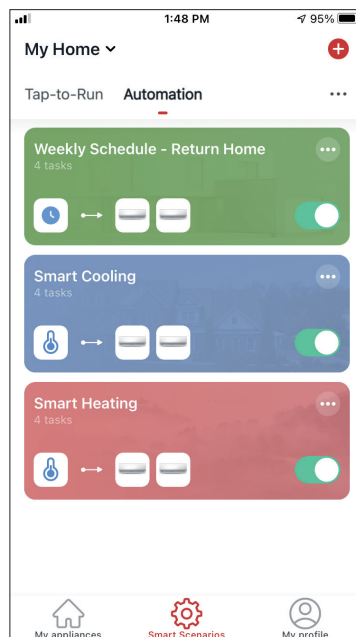 1:48 PM
95%
My Home
Tap-to-Run Automation
Weekly Schedule - Return Home
4 tasks
Smart Cooling
4 tasks
Smart Heating
4 tasks
My appliances Smart Scenarios My profile